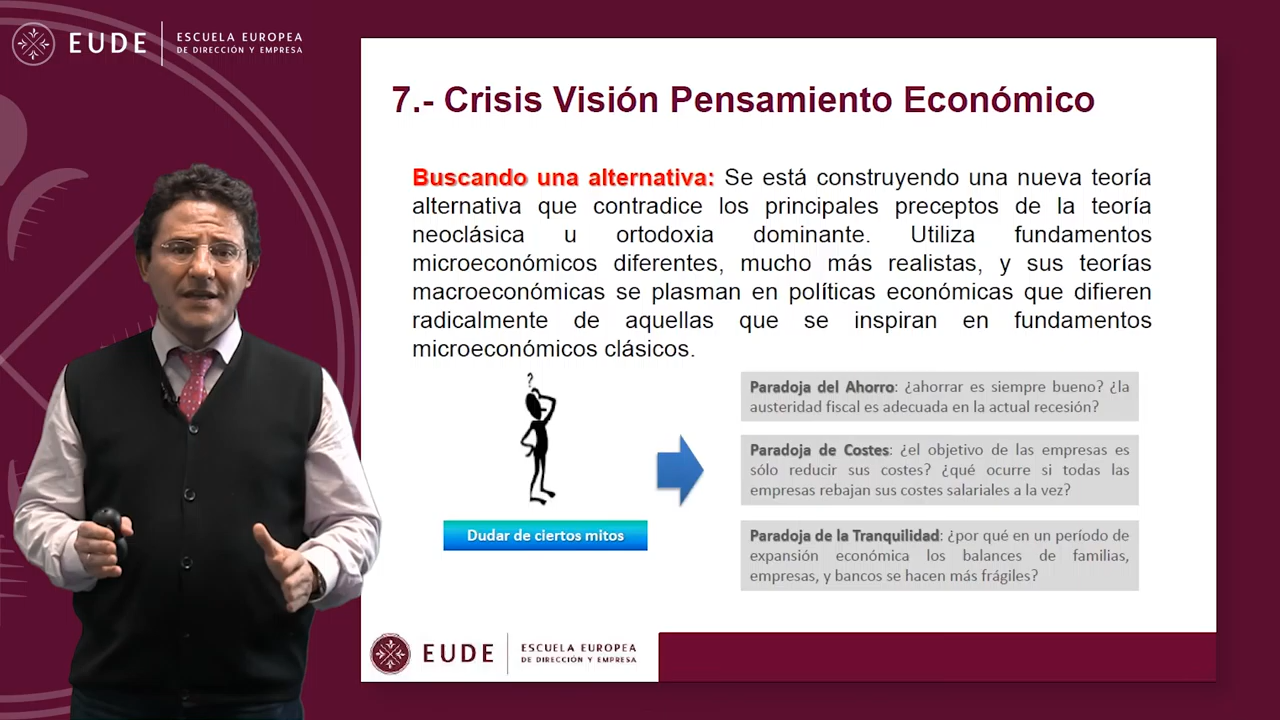 EUDE
ESCUELA EUROPEA
DE DIRECCIÓN Y EMPRESA
7.- Crisis Visión Pensamiento Económico
Buscando una alternativa: Se está construyendo una nueva teoría
alternativa que contradice los principales preceptos de la teoría
neoclásica u ortodoxia dominante. Utiliza fundamentos
microeconómicos diferentes, mucho más realistas, y sus teorías
macroeconómicas se plasman en políticas económicas que difieren
radicalmente de aquellas que se inspiran en fundamentos
microeconómicos clásicos.
?
Dudar de ciertos mitos
Paradoja del Ahorro: ¿ahorrar es siempre bueno? ¿la
austeridad fiscal es adecuada en la actual recesión?
Paradoja de Costes: ¿el objetivo de las empresas es
sólo reducir sus costes? ¿qué ocurre si todas las
empresas rebajan sus costes salariales a la vez?
Paradoja de la Tranquilidad: ¿por qué en un período de
expansión económica los balances de familias,
empresas, y bancos se hacen más frágiles?
EUDE
ESCUELA EUROPEA
DE DIRECCIÓN Y EMPRESA